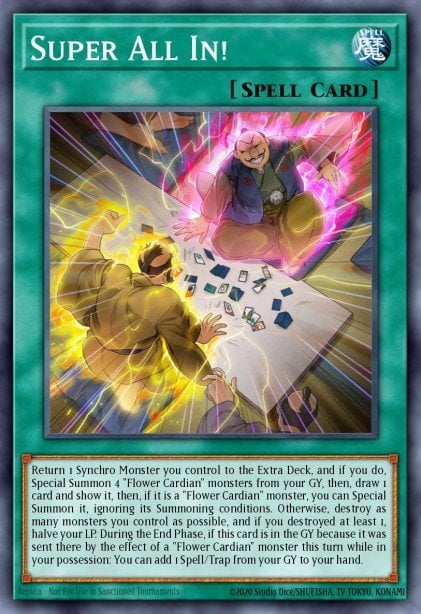 Super All In!
SPELL
魔
[Spell Card]
Return 1 Synchro Monster you control to the Extra Deck, and if you do,
Special Summon 4 "Flower Cardian" monsters from your GY, then, draw 1
card and show it, then, if it is a "Flower Cardian" monster, you can Special
Summon it, ignoring its Summoning conditions. Otherwise, destroy as
many monsters you control as possible, and if you destroyed at least 1,
halve your LP. During the End Phase, if this card is in the GY because it was
sent there by the effect of a "Flower Cardian" monster this turn while in
your possession: You can add 1 Spell/Trap from your GY to your hand.
Replica - Not For Use in Sanctioned Tournaments
©2020 Studio Dice/SHUEISHA, TV TOKYO, KONAMI